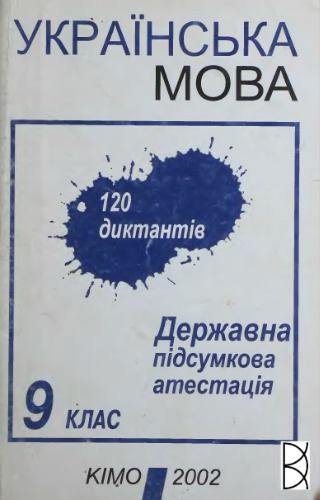 УКРАЇНСЬКА
МОВА
120
диктантів
Державна
підсумкова
атестація
9 КЛАС
КІМО 2002